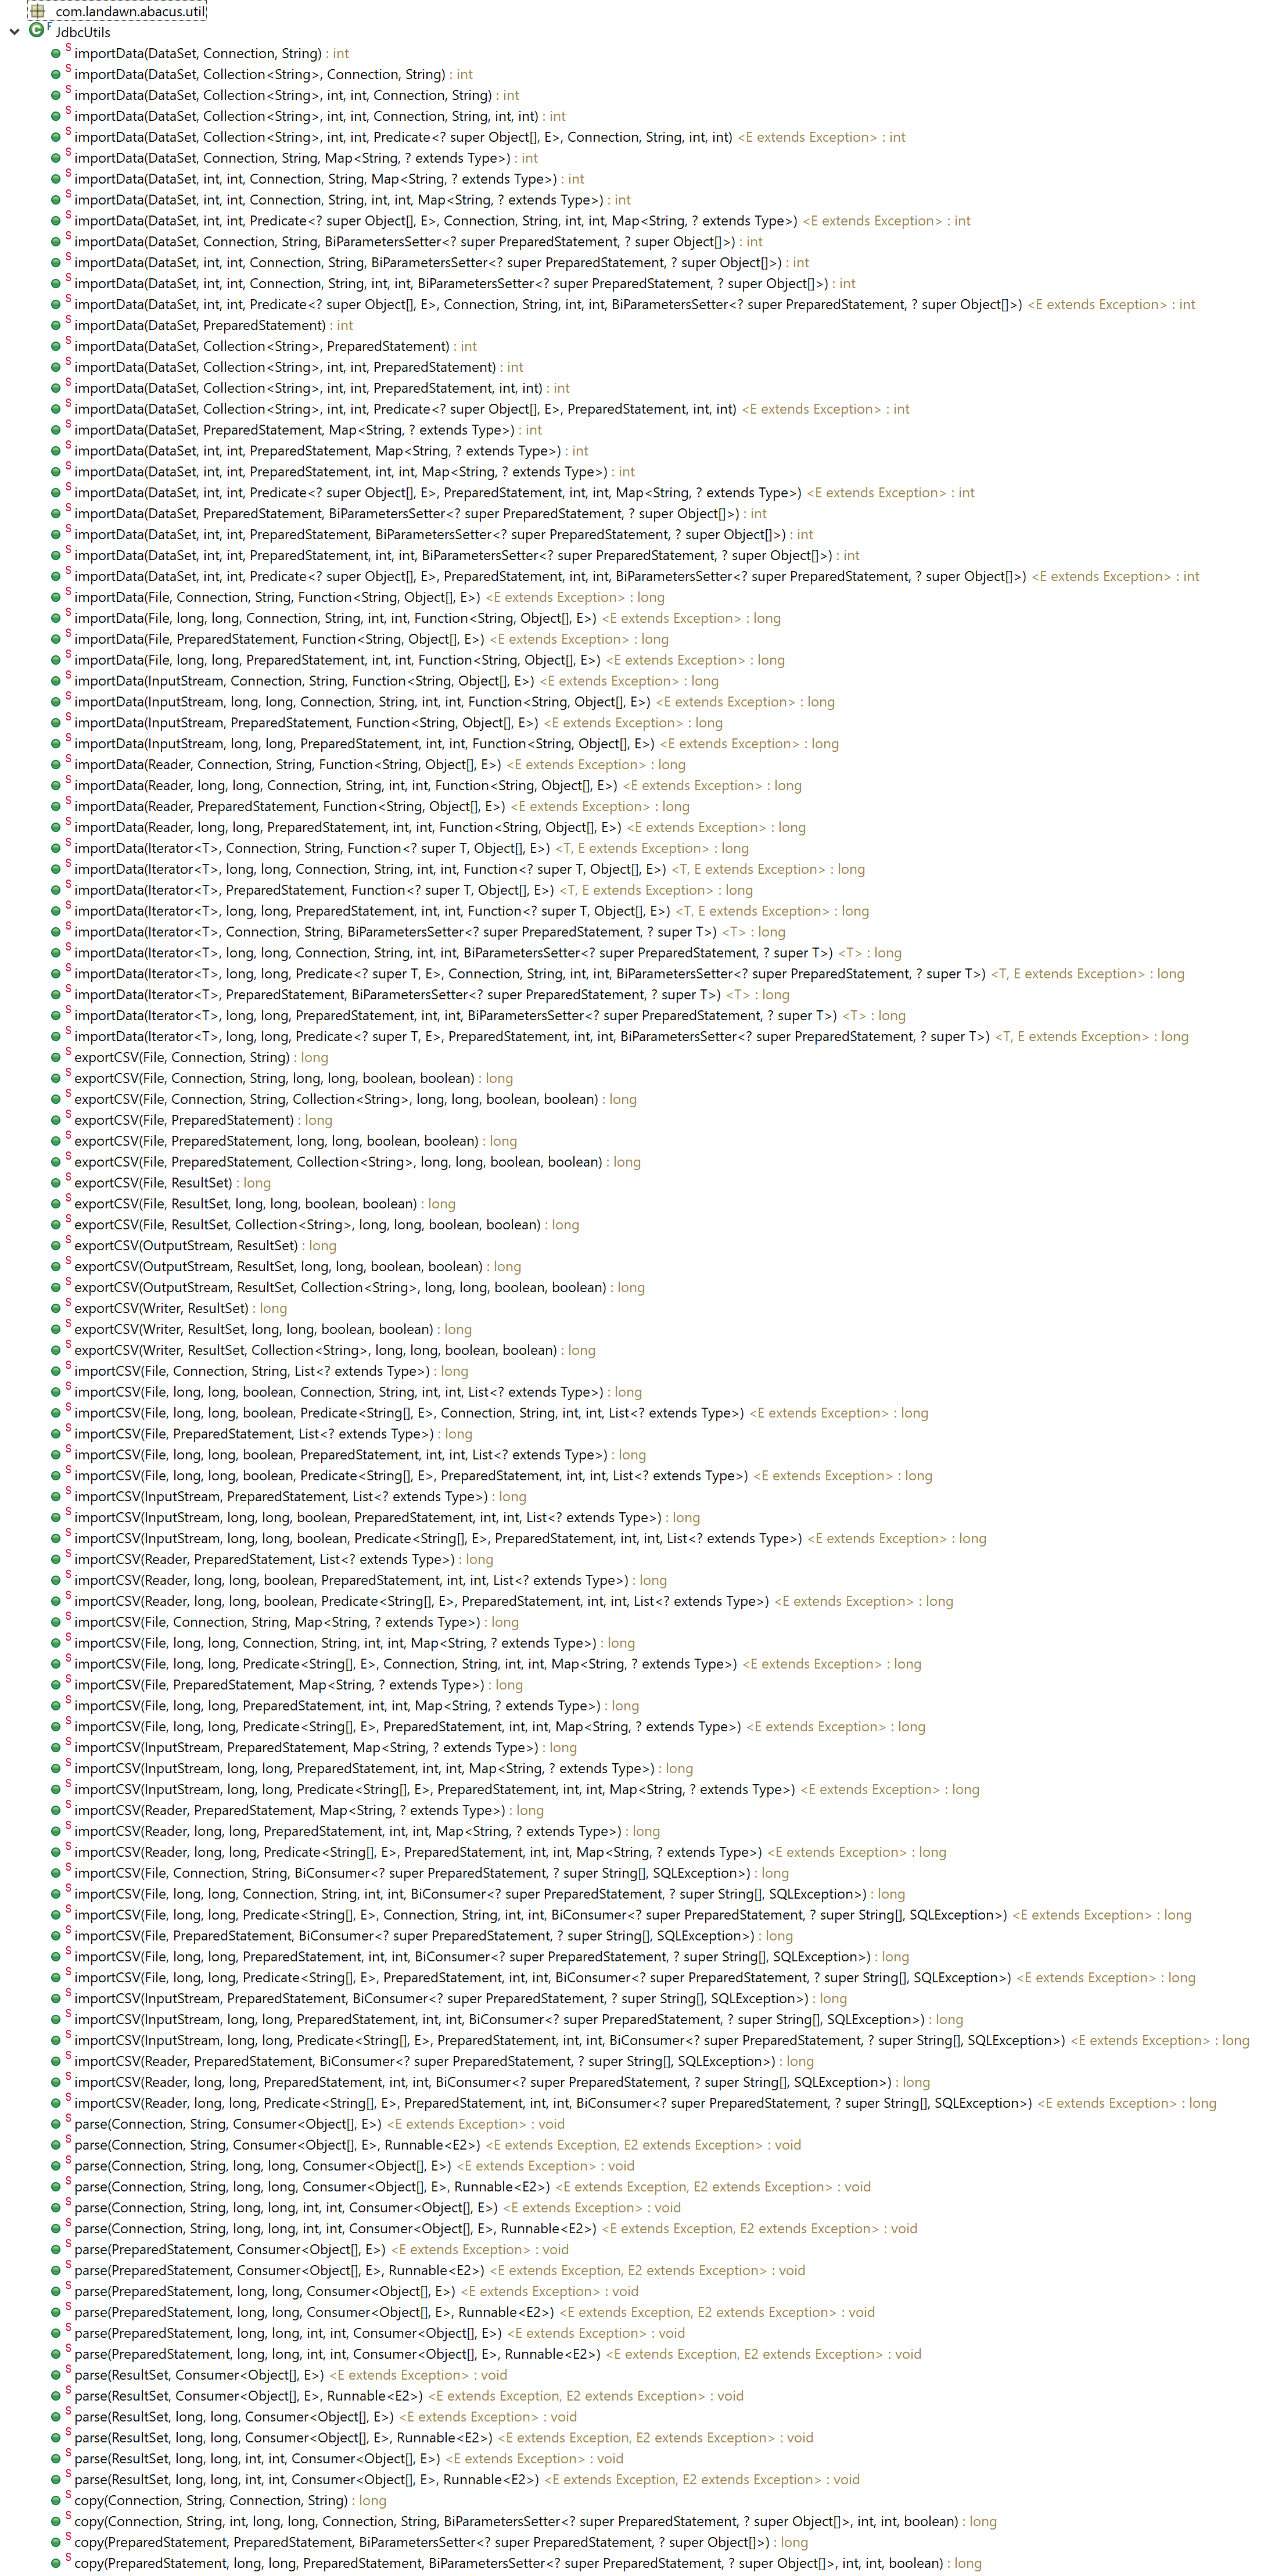 com.landawn.abacus.util
JdbcUtils
importData(DataSet, Connection, String) : int
importData(DataSet, Collection<String>, Connection, String) : int
importData(DataSet, Collection<String>, int, int, Connection, String) : int
importData(DataSet, Collection<String>, int, int, Connection, String, int, int) : int
importData(DataSet, Collection<String>, int, int, Predicate<? super Object[], E>, Connection, String, int, int) <E extends Exception> : int
importData(DataSet, Connection, String, Map<String, ? extends Type>) : int
importData(DataSet, int, int, Connection, String, Map<String, ? extends Type>) : int
importData(DataSet, int, int, Connection, String, int, int, Map<String, ? extends Type>) : int
importData(DataSet, int, int, Predicate<? super Object[], E>, Connection, String, int, int, Map<String, ? extends Type>) <E extends Exception> : int
importData(DataSet, Connection, String, BiParametersSetter<? super PreparedStatement, ? super Object[]>) : int
importData(DataSet, int, int, Connection, String, BiParametersSetter<? super PreparedStatement, ? super Object[]>) : int
importData(DataSet, int, int, Connection, String, int, int, BiParametersSetter<? super PreparedStatement, ? super Object[]>) : int
importData(DataSet, int, int, Predicate<? super Object[], E>, Connection, String, int, int, BiParametersSetter<? super PreparedStatement, ? super Object[]>) <E extends Exception> : int
importData(DataSet, PreparedStatement) : int
importData(DataSet, Collection<String>, PreparedStatement) : int
importData(DataSet, Collection<String>, int, int, PreparedStatement) : int
importData(DataSet, Collection<String>, int, int, PreparedStatement, int, int) : int
importData(DataSet, Collection<String>, int, int, Predicate<? super Object[], E>, PreparedStatement, int, int) <E extends Exception> : int
importData(DataSet, PreparedStatement, Map<String, ? extends Type>) : int
importData(DataSet, int, int, PreparedStatement, Map<String, ? extends Type>) : int
importData(DataSet, int, int, PreparedStatement, int, int, Map<String, ? extends Type>) : int
importData(DataSet, int, int, Predicate<? super Object[], E>, PreparedStatement, int, int, Map<String, ? extends Type>) <E extends Exception> : int
importData(DataSet, PreparedStatement, BiParametersSetter<? super PreparedStatement, ? super Object[]>) : int
importData(DataSet, int, int, PreparedStatement, BiParametersSetter<? super PreparedStatement, ? super Object[]>) : int
importData(DataSet, int, int, PreparedStatement, int, int, BiParametersSetter<? super PreparedStatement, ? super Object[]>) : int
importData(DataSet, int, int, Predicate<? super Object[], E>, PreparedStatement, int, int, BiParametersSetter<? super PreparedStatement, ? super Object[]>) <E extends Exception> : int
importData(File, Connection, String, Function<String, Object[], E>) <E extends Exception> : long
importData(File, long, long, Connection, String, int, int, Function<String, Object[], E>) <E extends Exception> : long
importData(File, PreparedStatement, Function<String, Object[], E>) <E extends Exception> : long
importData(File, long, long, PreparedStatement, int, int, Function<String, Object[], E>) <E extends Exception> : long
importData(InputStream, Connection, String, Function<String, Object[], E>) <E extends Exception> : long
importData(InputStream, long, long, Connection, String, int, int, Function<String, Object[], E>) <E extends Exception> : long
importData(InputStream, PreparedStatement, Function<String, Object[], E>) <E extends Exception> : long
importData(InputStream, long, long, PreparedStatement, int, int, Function<String, Object[], E>) <E extends Exception> : long
importData(Reader, Connection, String, Function<String, Object[], E>) <E extends Exception> : long
importData(Reader, long, long, Connection, String, int, int, Function<String, Object[], E>) <E extends Exception> : long
importData(Reader, PreparedStatement, Function<String, Object[], E>) <E extends Exception> : long
importData(Reader, long, long, PreparedStatement, int, int, Function<String, Object[], E>) <E extends Exception> : long
importData(Iterator<T>, Connection, String, Function<? super T, Object[], E>) <T, E extends Exception> : long
importData(Iterator<T>, long, long, Connection, String, int, int, Function<? super T, Object[], E>) <T, E extends Exception> : long
importData(Iterator<T>, PreparedStatement, Function<? super T, Object[], E>) <T, E extends Exception> : long
importData(Iterator<T>, long, long, PreparedStatement, int, int, Function<? super T, Object[], E>) <T, E extends Exception> : long
importData(Iterator<T>, Connection, String, BiParametersSetter<? super PreparedStatement, ? super T>) <T> : long
importData(Iterator<T>, long, long, Connection, String, int, int, BiParametersSetter<? super PreparedStatement, ? super T>) <T> : long
importData(Iterator<T>, long, long, Predicate<? super T, E>, Connection, String, int, int, BiParametersSetter<? super PreparedStatement, ? super T>) <T, E extends Exception> : long
importData(Iterator<T>, PreparedStatement, BiParametersSetter<? super PreparedStatement, ? super T>) <T> : long
importData(Iterator<T>, long, long, PreparedStatement, int, int, BiParametersSetter<? super PreparedStatement, ? super T>) <T> : long
importData(Iterator<T>, long, long, Predicate<? super T, E>, PreparedStatement, int, int, BiParametersSetter<? super PreparedStatement, ? super T>) <T, E extends Exception> : long
exportCSV(File, Connection, String) : long
exportCSV(File, Connection, String, long, long, boolean, boolean) : long
exportCSV(File, Connection, String, Collection<String>, long, long, boolean, boolean) : long
exportCSV(File, PreparedStatement) : long
exportCSV(File, PreparedStatement, long, long, boolean, boolean) : long
exportCSV(File, PreparedStatement, Collection<String>, long, long, boolean, boolean) : long
exportCSV(File, ResultSet) : long
exportCSV(File, ResultSet, long, long, boolean, boolean) : long
exportCSV(File, ResultSet, Collection<String>, long, long, boolean, boolean) : long
exportCSV(OutputStream, ResultSet) : long
exportCSV(OutputStream, ResultSet, long, long, boolean, boolean) : long
exportCSV(OutputStream, ResultSet, Collection<String>, long, long, boolean, boolean) : long
exportCSV(Writer, ResultSet) : long
exportCSV(Writer, ResultSet, long, long, boolean, boolean) : long
exportCSV(Writer, ResultSet, Collection<String>, long, long, boolean, boolean) : long
importCSV(File, Connection, String, List<? extends Type>) : long
importCSV(File, long, long, boolean, Connection, String, int, int, List<? extends Type>) : long
importCSV(File, long, long, boolean, Predicate<String[], E>, Connection, String, int, int, List<? extends Type>) <E extends Exception> : long
importCSV(File, PreparedStatement, List<? extends Type>) : long
importCSV(File, long, long, boolean, PreparedStatement, int, int, List<? extends Type>) : long
importCSV(File, long, long, boolean, Predicate<String[], E>, PreparedStatement, int, int, List<? extends Type>) <E extends Exception> : long
importCSV(InputStream, PreparedStatement, List<? extends Type>) : long
importCSV(InputStream, long, long, boolean, PreparedStatement, int, int, List<? extends Type>) : long
importCSV(InputStream, long, long, boolean, Predicate<String[], E>, PreparedStatement, int, int, List<? extends Type>) <E extends Exception> : long
importCSV(Reader, PreparedStatement, List<? extends Type>) : long
importCSV(Reader, long, long, boolean, PreparedStatement, int, int, List<? extends Type>) : long
importCSV(Reader, long, long, boolean, Predicate<String[], E>, PreparedStatement, int, int, List<? extends Type>) <E extends Exception> : long
importCSV(File, Connection, String, Map<String, ? extends Type>) : long
importCSV(File, long, long, Connection, String, int, int, Map<String, ? extends Type>) : long
importCSV(File, long, long, Predicate<String[], E>, Connection, String, int, int, Map<String, ? extends Type>) <E extends Exception> : long
importCSV(File, PreparedStatement, Map<String, ? extends Type>) : long
importCSV(File, long, long, PreparedStatement, int, int, Map<String, ? extends Type>) : long
importCSV(File, long, long, Predicate<String[], E>, PreparedStatement, int, int, Map<String, ? extends Type>) <E extends Exception> : long
importCSV(InputStream, PreparedStatement, Map<String, ? extends Type>) : long
importCSV(InputStream, long, long, PreparedStatement, int, int, Map<String, ? extends Type>) : long
importCSV(InputStream, long, long, Predicate<String[], E>, PreparedStatement, int, int, Map<String, ? extends Type>) <E extends Exception> : long
importCSV(Reader, PreparedStatement, Map<String, ? extends Type>) : long
importCSV(Reader, long, long, PreparedStatement, int, int, Map<String, ? extends Type>) : long
importCSV(Reader, long, long, Predicate<String[], E>, PreparedStatement, int, int, Map<String, ? extends Type>) <E extends Exception> : long
importCSV(File, Connection, String, BiConsumer<? super PreparedStatement, ? super String[], SQLException>) : long
importCSV(File, long, long, Connection, String, int, int, BiConsumer<? super PreparedStatement, ? super String[], SQLException>) : long
importCSV(File, long, long, Predicate<String[], E>, Connection, String, int, int, BiConsumer<? super PreparedStatement, ? super String[], SQLException>) <E extends Exception> : long
importCSV(File, PreparedStatement, BiConsumer<? super PreparedStatement, ? super String[], SQLException>) : long
importCSV(File, long, long, PreparedStatement, int, int, BiConsumer<? super PreparedStatement, ? super String[], SQLException>) : long
importCSV(File, long, long, Predicate<String[], E>, PreparedStatement, int, int, BiConsumer<? super PreparedStatement, ? super String[], SQLException>) <E extends Exception> : long
importCSV(InputStream, PreparedStatement, BiConsumer<? super PreparedStatement, ? super String[], SQLException>) : long
importCSV(InputStream, long, long, PreparedStatement, int, int, BiConsumer<? super PreparedStatement, ? super String[], SQLException>) : long
importCSV(InputStream, long, long, Predicate<String[], E>, PreparedStatement, int, int, BiConsumer<? super PreparedStatement, ? super String[], SQLException>) <E extends Exception> : long
importCSV(Reader, PreparedStatement, BiConsumer<? super PreparedStatement, ? super String[], SQLException>) : long
importCSV(Reader, long, long, PreparedStatement, int, int, BiConsumer<? super PreparedStatement, ? super String[], SQLException>) : long
importCSV(Reader, long, long, Predicate<String[], E>, PreparedStatement, int, int, BiConsumer<? super PreparedStatement, ? super String[], SQLException>) <E extends Exception> : long
parse(Connection, String, Consumer<Object[], E>) <E extends Exception> : void
parse(Connection, String, Consumer<Object[], E>, Runnable<E2>) <E extends Exception, E2 extends Exception> : void
parse(Connection, String, long, long, Consumer<Object[], E>) <E extends Exception> : void
parse(Connection, String, long, long, Consumer<Object[], E>, Runnable<E2>) <E extends Exception, E2 extends Exception> : void
parse(Connection, String, long, long, int, int, Consumer<Object[], E>) <E extends Exception> : void
parse(Connection, String, long, long, int, int, Consumer<Object[], E>, Runnable<E2>) <E extends Exception, E2 extends Exception> : void
parse(PreparedStatement, Consumer<Object[], E>) <E extends Exception> : void
parse(PreparedStatement, Consumer<Object[], E>, Runnable<E2>) <E extends Exception, E2 extends Exception> : void
parse(PreparedStatement, long, long, Consumer<Object[], E>) <E extends Exception> : void
parse(PreparedStatement, long, long, Consumer<Object[], E>, Runnable<E2>) <E extends Exception, E2 extends Exception> : void
parse(PreparedStatement, long, long, int, int, Consumer<Object[], E>) <E extends Exception> : void
parse(PreparedStatement, long, long, int, int, Consumer<Object[], E>, Runnable<E2>) <E extends Exception, E2 extends Exception> : void
parse(ResultSet, Consumer<Object[], E>) <E extends Exception> : void
parse(ResultSet, Consumer<Object[], E>, Runnable<E2>) <E extends Exception, E2 extends Exception> : void
parse(ResultSet, long, long, Consumer<Object[], E>) <E extends Exception> : void
parse(ResultSet, long, long, Consumer<Object[], E>, Runnable<E2>) <E extends Exception, E2 extends Exception> : void
parse(ResultSet, long, long, int, int, Consumer<Object[], E>) <E extends Exception> : void
parse(ResultSet, long, long, int, int, Consumer<Object[], E>, Runnable<E2>) <E extends Exception, E2 extends Exception> : void
copy(Connection, String, Connection, String) : long
copy(Connection, String, int, long, long, Connection, String, BiParametersSetter<? super PreparedStatement, ? super Object[]>, int, int, boolean) : long
copy(PreparedStatement, PreparedStatement, BiParametersSetter<? super PreparedStatement, ? super Object[]>) : long
copy(PreparedStatement, long, long, PreparedStatement, BiParametersSetter<? super PreparedStatement, ? super Object[]>, int, int, boolean) : long